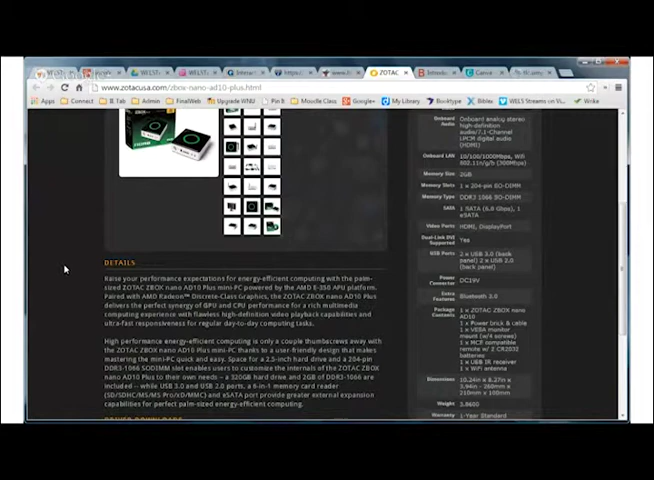 WELST
WELST
WELST
Interac
https:
www.zo
ZOTAC
Introdu
Canva
www.zotacusa.com/zbox-nano-ad10-plus.html
Apps
Connect
B. Tab
Admin
FinalWeb
Upgrade WNG
Pin It
Moodle Class
Google+
My Library
Booktype
Bibles
WELS Streams on Vi...
Write
DETAILS
Raise your performance expectations for energy-efficient computing with the palm-
sized ZOTAC ZBOX nano AD10 Plus mini-PC powered by the AMD E-350 APU platform.
Paired with AMD Radeon™ Discrete-Class Graphics, the ZOTAC ZBOX nano AD10 Plus
delivers the perfect synergy of GPU and CPU performance for a rich multimedia
computing experience with flawless high-definition video playback capabilities and
ultra-fast responsiveness for regular day-to-day computing tasks.
High performance energy-efficient computing is only a couple thumbscrews away with
the ZOTAC ZBOX nano AD10 Plus mini-PC thanks to a user-friendly design that makes
mastering the mini-PC quick and easy. Space for a 2.5-inch hard drive and a 204-pin
DDR3-1066 SODIMM slot enables users to customize the internals of the ZOTAC ZBOX
nano AD10 Plus to their own needs – a 320GB hard drive and 2GB of DDR3-1066 are
included – while USB 3.0 and USB 2.0 ports, a 6-in-1 memory card reader
(SD/SDHC/MS/MS Pro/xD/MMC) and eSATA port provide greater external expansion
capabilities for perfect palm-sized energy-efficient computing.
Onboard Audio
Onboard analog stereo
high-definition
audio/7.1-Channel
LPCM digital audio
(HDMI)
Onboard LAN
10/100/1000Mbps, Wifi
802.11n/g/b (300Mbps)
Memory Size
2GB
Memory Slots
1 x 204-pin SO-DIMM
Memory Type
DDR3 1066 SO-DIMM
SATA
1 SATA (6.0 Gbps), 1
eSATA
Video Ports
HDMI, DisplayPort
Dual-Link DVI Supported
Yes
USB Ports
2 x USB 3.0 (back
panel) 2 x USB 2.0
(back panel)
Power Connector
DC19V
Extra Features
Bluetooth 3.0
Package Contents
1 x ZOTAC ZBOX nano
AD10
1 x Power brick & cable
1 x VESA monitor
mount (w/4 screws)
1 x MCE compatible
remote w/ 2 CR2032
batteries
1 x USB IR receiver
1 x WiFi antenna
Dimensions
10.24in x 8.27in x
3.94in - 260mm x
210mm x 100mm
Weight
Warranty
1-Year Standard